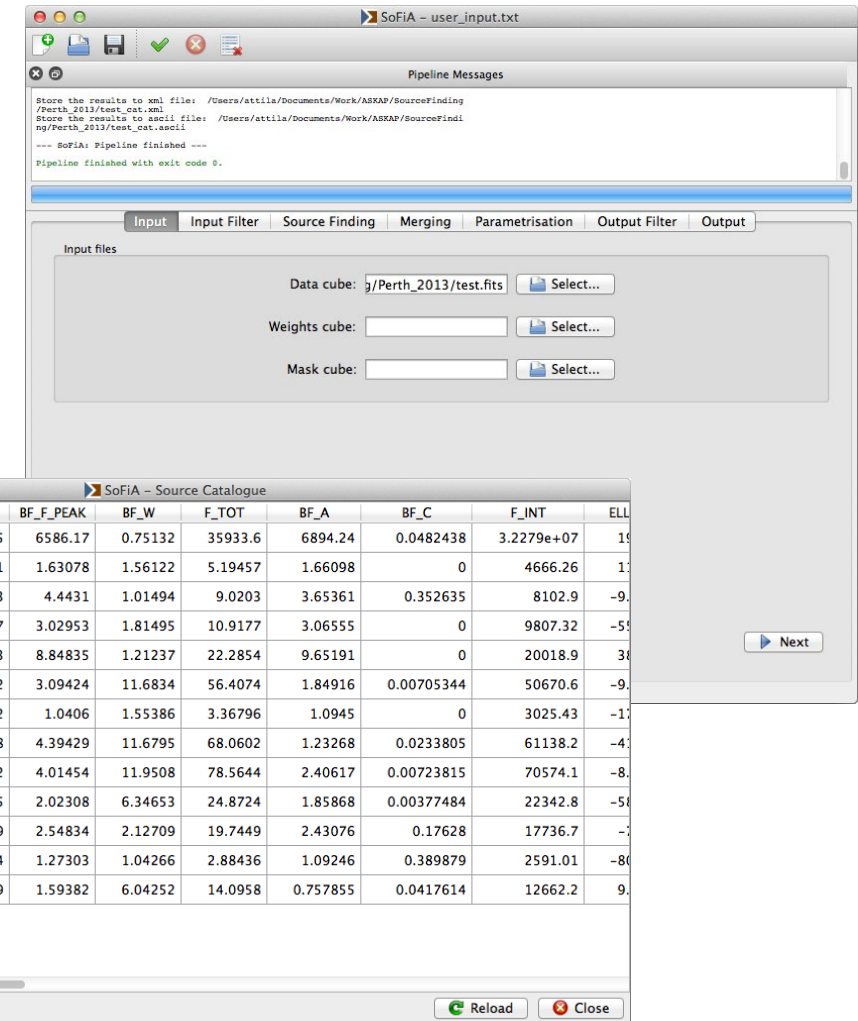 SoFiA – user_input.txt
Pipeline Messages
Store the results to xml file: /Users/attila/Documents/Work/ASKAP/SourceFinding
/Perth_2013/test_cat.xml
Store the results to ascii file: /Users/attila/Documents/Work/ASKAP/SourceFindi
ng/Perth_2013/test_cat.ascii
--- SoFiA: Pipeline finished ---
Pipeline finished with exit code 0.
Input Input Filter Source Finding Merging Parametrisation Output Filter Output
Input files
Data cube: g/Perth_2013/test.fits Select...
Weights cube: Select...
Mask cube: Select...
Next
SoFiA – Source Catalogue
BF_F_PEAK BF_W F_TOT BF_A BF_C F_INT ELL
6586.17 0.75132 35933.6 6894.24 0.0482438 3.2279e+07 19
1.63078 1.56122 5.19457 1.66098 0 4666.26 11
4.4431 1.01494 9.0203 3.65361 0.352635 8102.9 -9.
3.02953 1.81495 10.9177 3.06555 0 9807.32
8.84835 1.21237 22.2854 9.65191 0 20018.9
3.09424 11.6834 56.4074 1.84916 0.00705344 50670.6 -9.
1.0406 1.55386 3.36796 1.0945 0 3025.43
4.39429 11.6795 68.0602 1.23268 0.0233805 61138.2
4.01454 11.9508 78.5644 2.40617 0.00723815 70574.1 -8.
2.02308 6.34653 24.8724 1.85868 0.00377484 22342.8
2.54834 2.12709 19.7449 2.43076 0.17628 17736.7
1.27303 1.04266 2.88436 1.09246 0.389879 2591.01
1.59382 6.04252 14.0958 0.757855 0.0417614 12662.2 9.
Reload Close